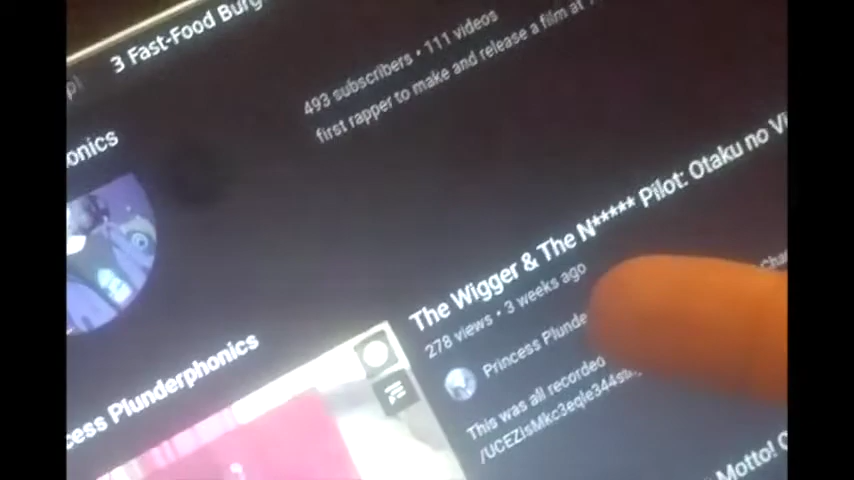 3 Fast-Food Burg
493 subscribers • 111 videos
first rapper to make and release a film at
onics
The Wigger & The N***** Pilot: Otaku no Vi
278 views • 3 weeks ago
Princess Plunde
This was all recorded
/UCEZisMkc3eqle344s
cess Plunderphonics
Motto!